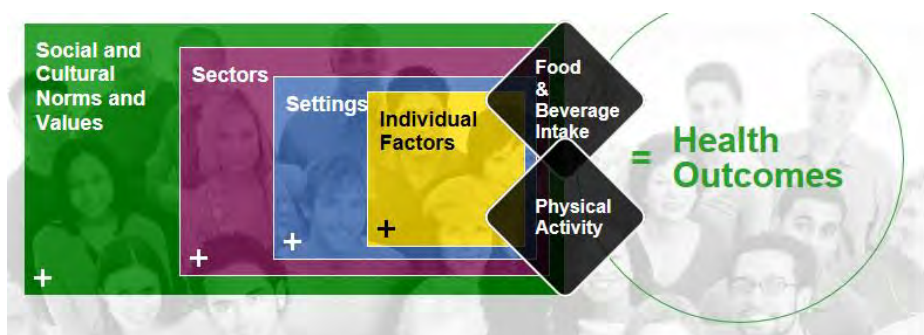 Social and
Cultural
Norms and
Values
+
Sectors
+
Settings
+
Individual
Factors
+
Food
&
Beverage
Intake
Physical
Activity
=
Health
Outcomes